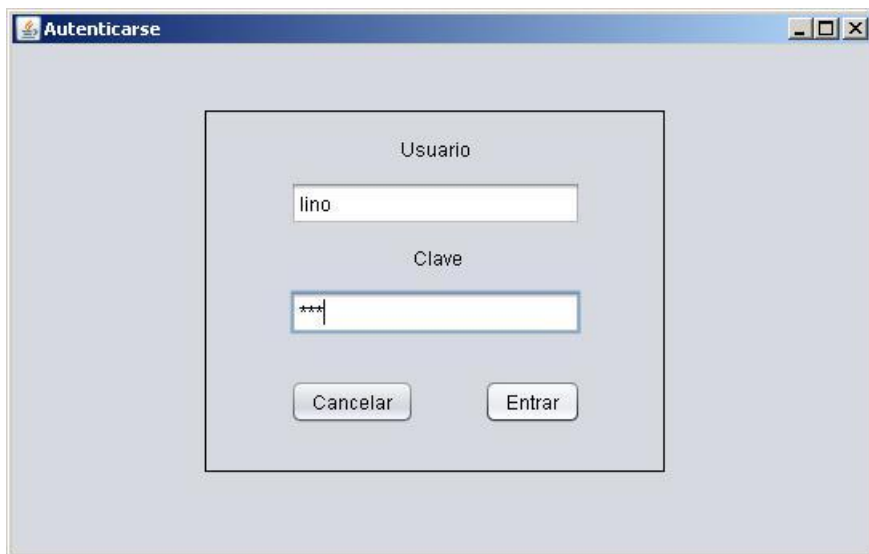 Autenticarse
Usuario
lino
Clave
***
Cancelar Entrar